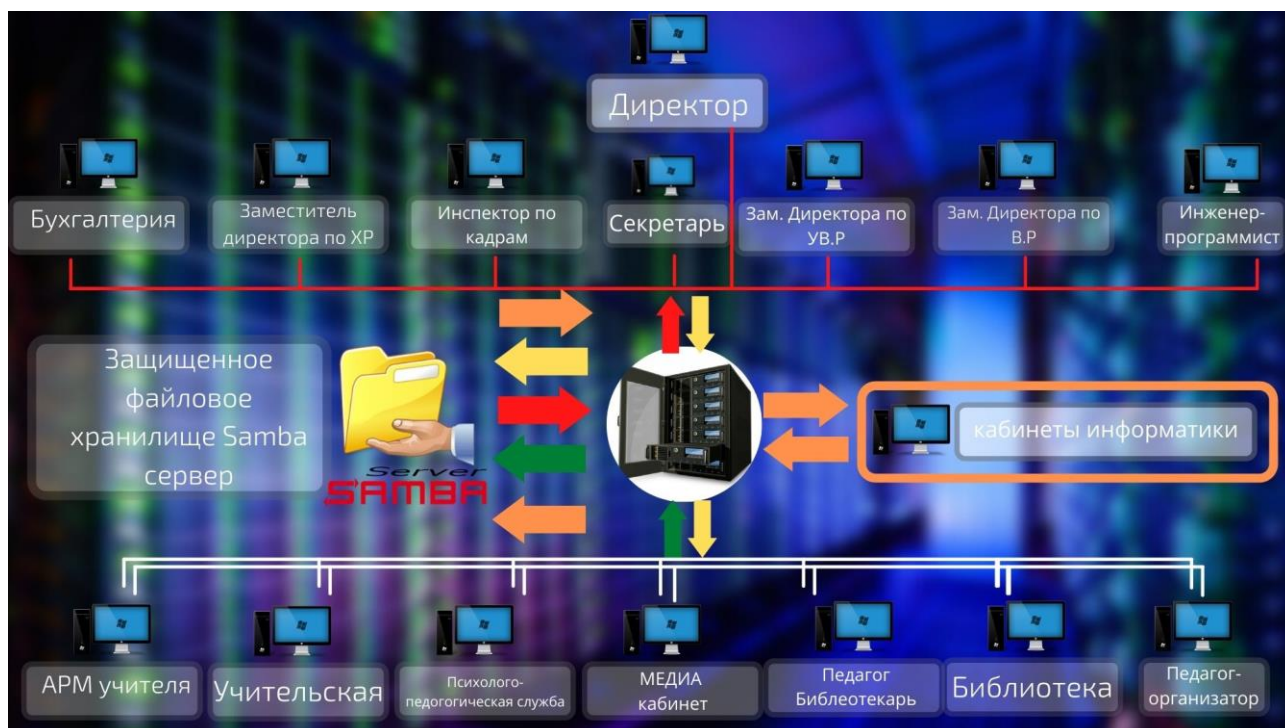 Директор
Бухгалтерия
Заместитель
директора по ХР
Инспектор по
кадрам
Секретарь
Зам. Директора по
УВ.Р
Зам. Директора по
В.Р
Инженер-
программист
Защищенное
файловое
хранилище Samba
сервер
Server
SAMBA
кабинеты информатики
АРМ учителя
Учительская
Психолого-
педогогическая служба
МЕДИА
кабинет
Педагог
Библеотекарь
Библиотека
Педагог-
организатор